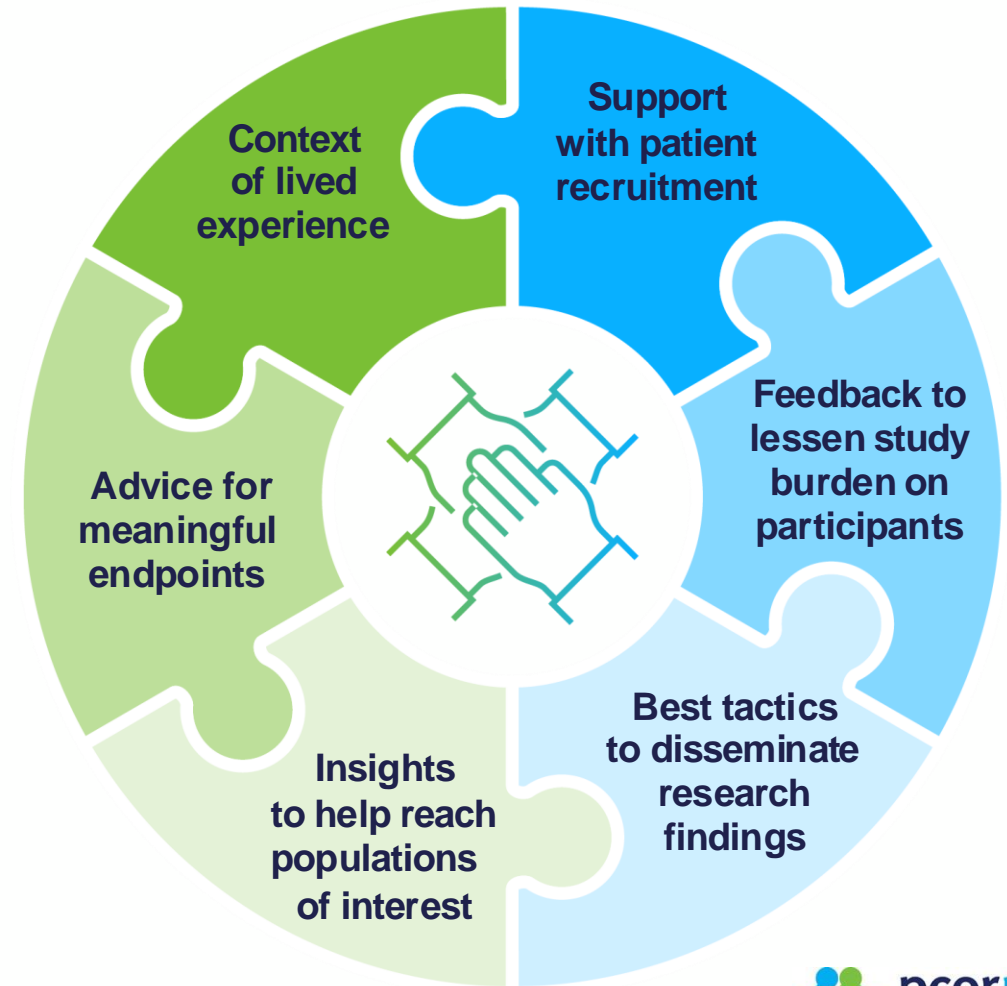 Support
with patient
recruitment
Feedback to
lessen study
burden on
participants
Best tactics
to disseminate
research
findings
Insights
to help reach
populations
of interest
Advice for
meaningful
endpoints
Context
of lived
experience